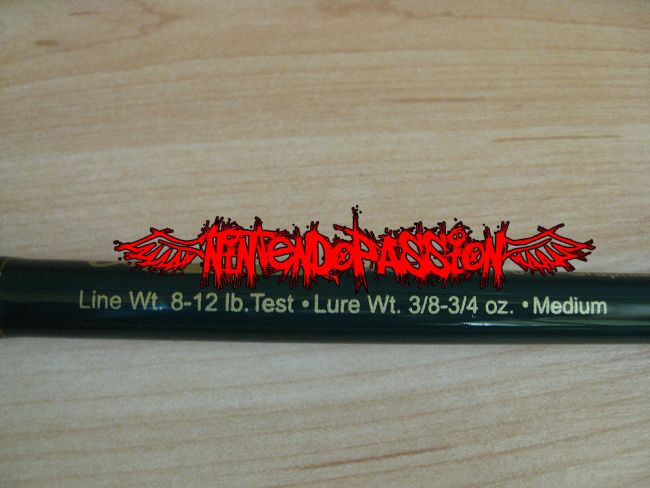 NintendoPassion
Line Wt. 8-12 lb.Test • Lure Wt. 3/8-3/4 oz. • Medium